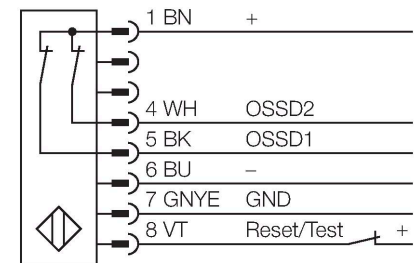 1 BN +
4 WH OSSD2
5 BK OSSD1
6 BU –
7 GNYE GND
8 VT Reset/Test +